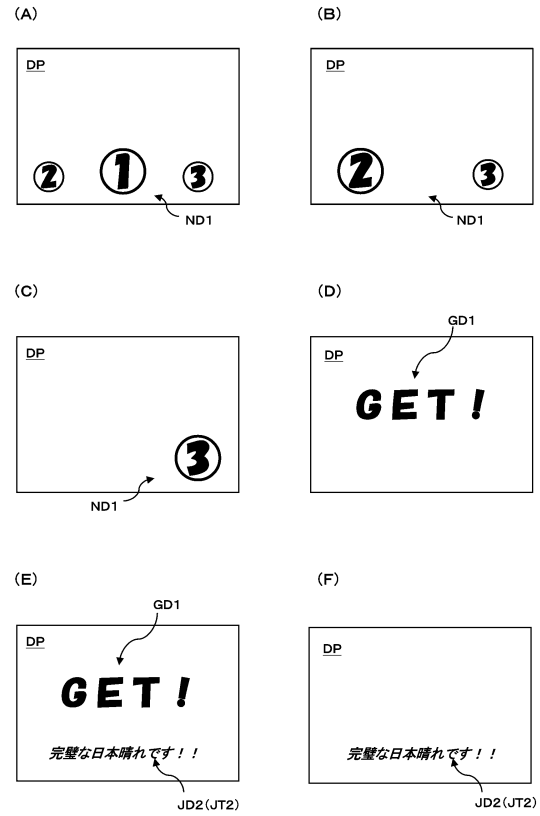 (A)
DP
② ① ③
ND1
(B)
DP
② ③
ND1
(C)
DP
③
ND1
(D)
GD1
DP
GET!
(E)
GD1
DP
GET!
完璧な日本晴れです!!
JD2(JT2)
(F)
DP
完璧な日本晴れです!!
JD2(JT2)